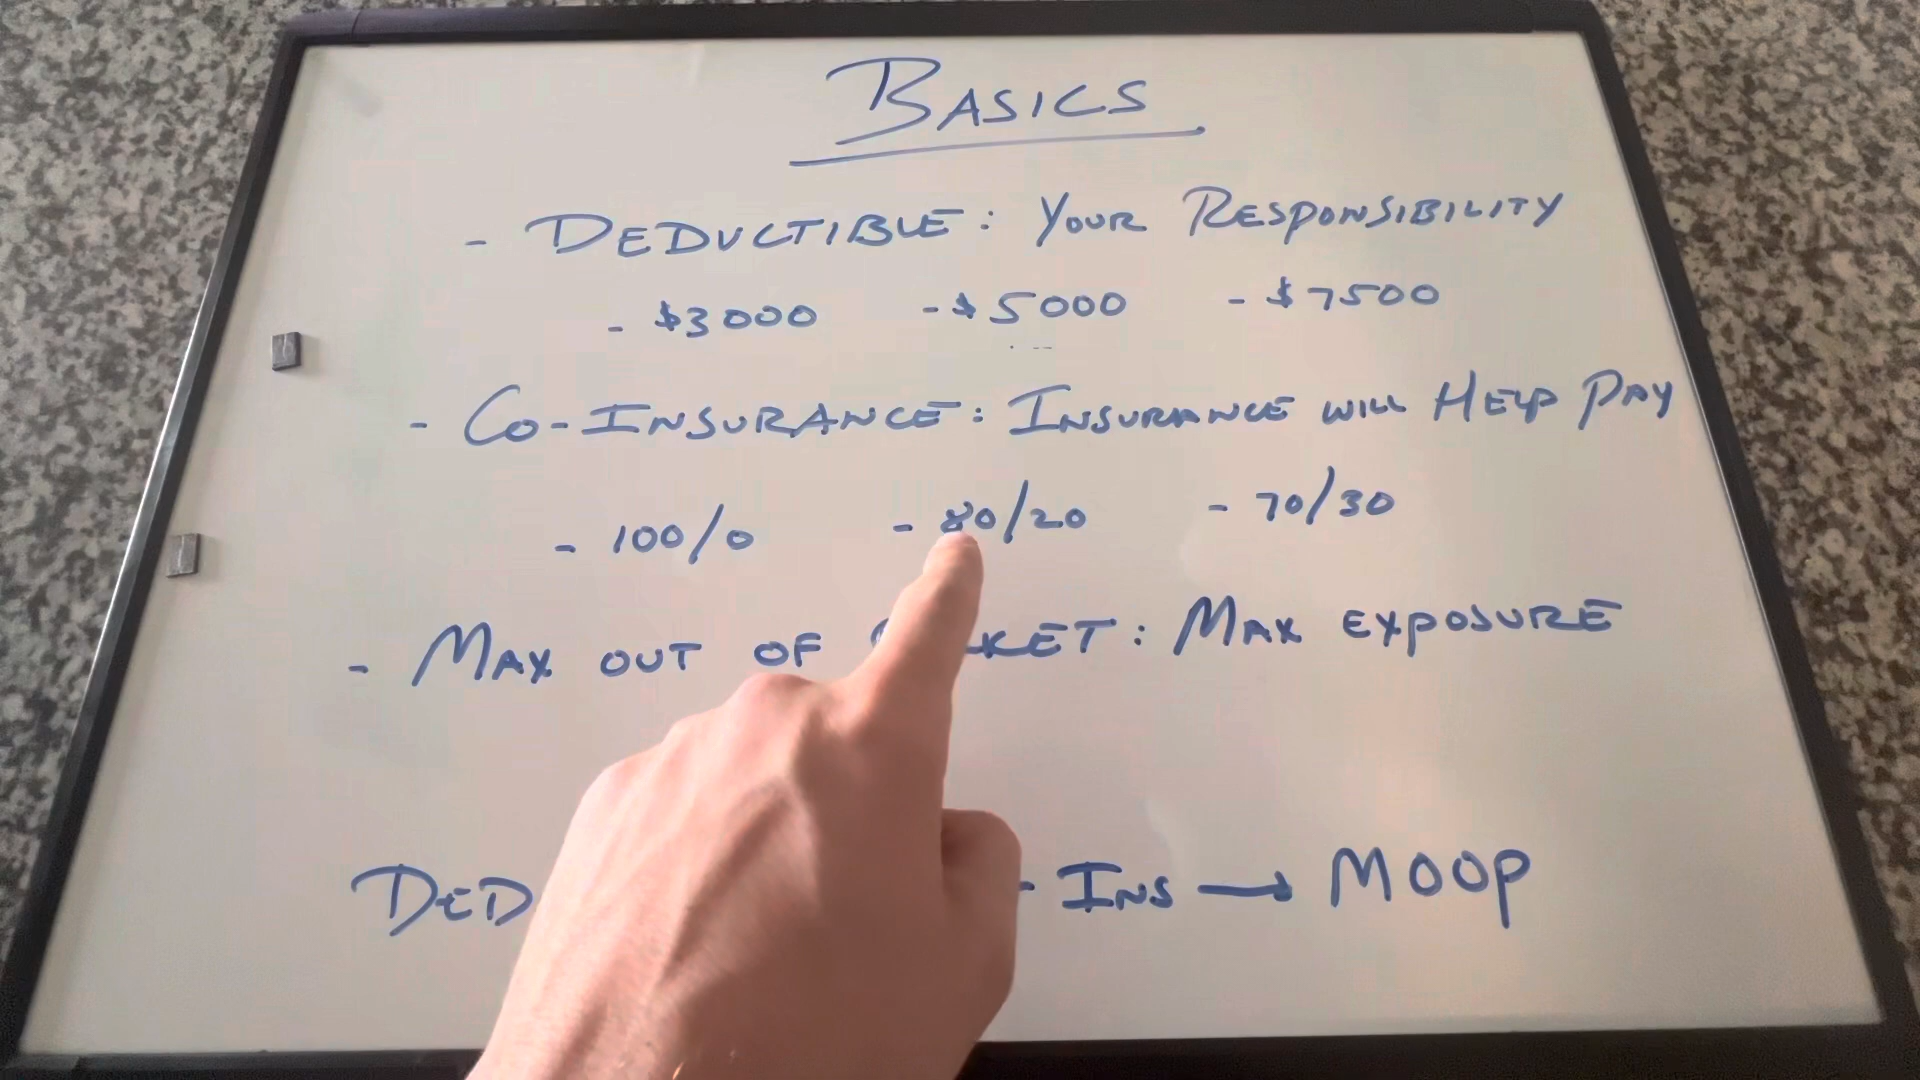 BASICS
- DEDUCTIBLE: YOUR RESPONSIBILITY
- $3000 - $5000 - $7500
- CO-INSURANCE: INSURANCE WILL HELP PAY
- 100/0 - 80/20 - 70/30
- MAX OUT OF : MAX EXPOSURE
DED - INS → MOOP